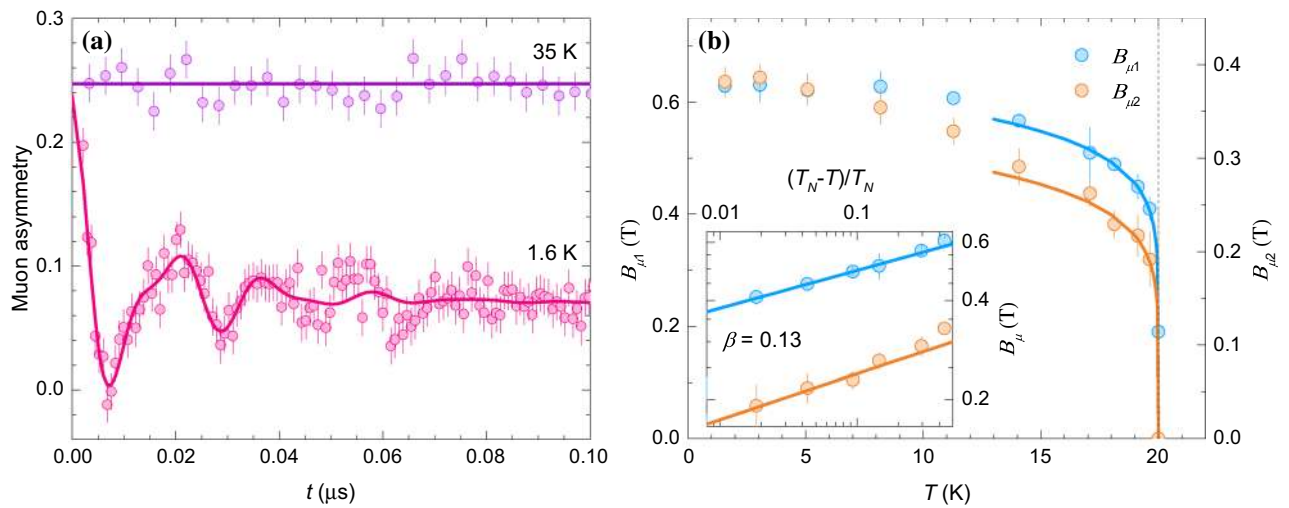 (a)
35 K
1.6 K
Muon asymmetry
0.3
0.2
0.1
0.0
0.00 0.02 0.04 0.06 0.08 0.10
t (μs)
(b)
Bμ1
Bμ2
Bμ1 (T)
0.6
0.4
0.2
0.0
Bμ2 (T)
0.4
0.3
0.2
0.1
0.0
0 5 10 15 20
T (K)
(TN-T)/TN
0.01 0.1
β = 0.13
0.6
0.4
0.2
Bμ (T)